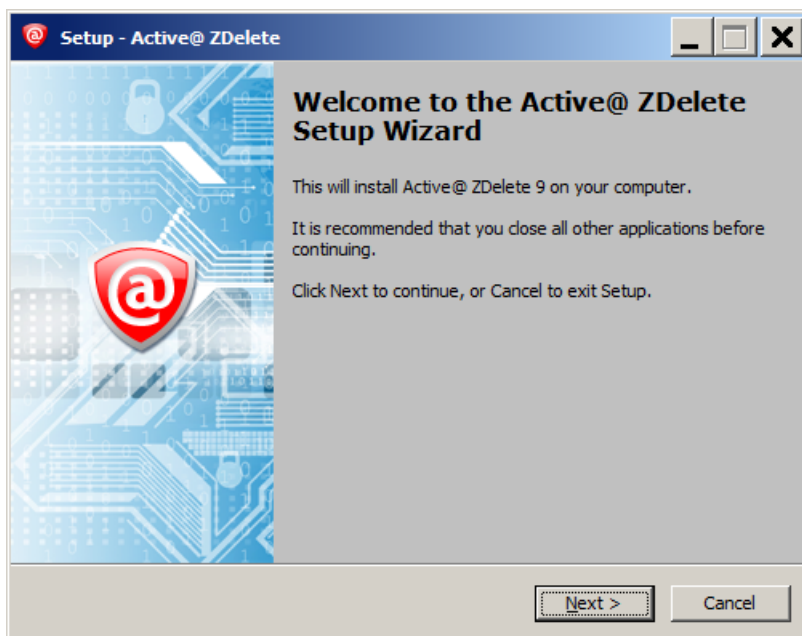 Setup - Active@ ZDelete
Welcome to the Active@ ZDelete
Setup Wizard
This will install Active@ ZDelete 9 on your computer.
It is recommended that you close all other applications before
continuing.
Click Next to continue, or Cancel to exit Setup.
@
Next >
Cancel